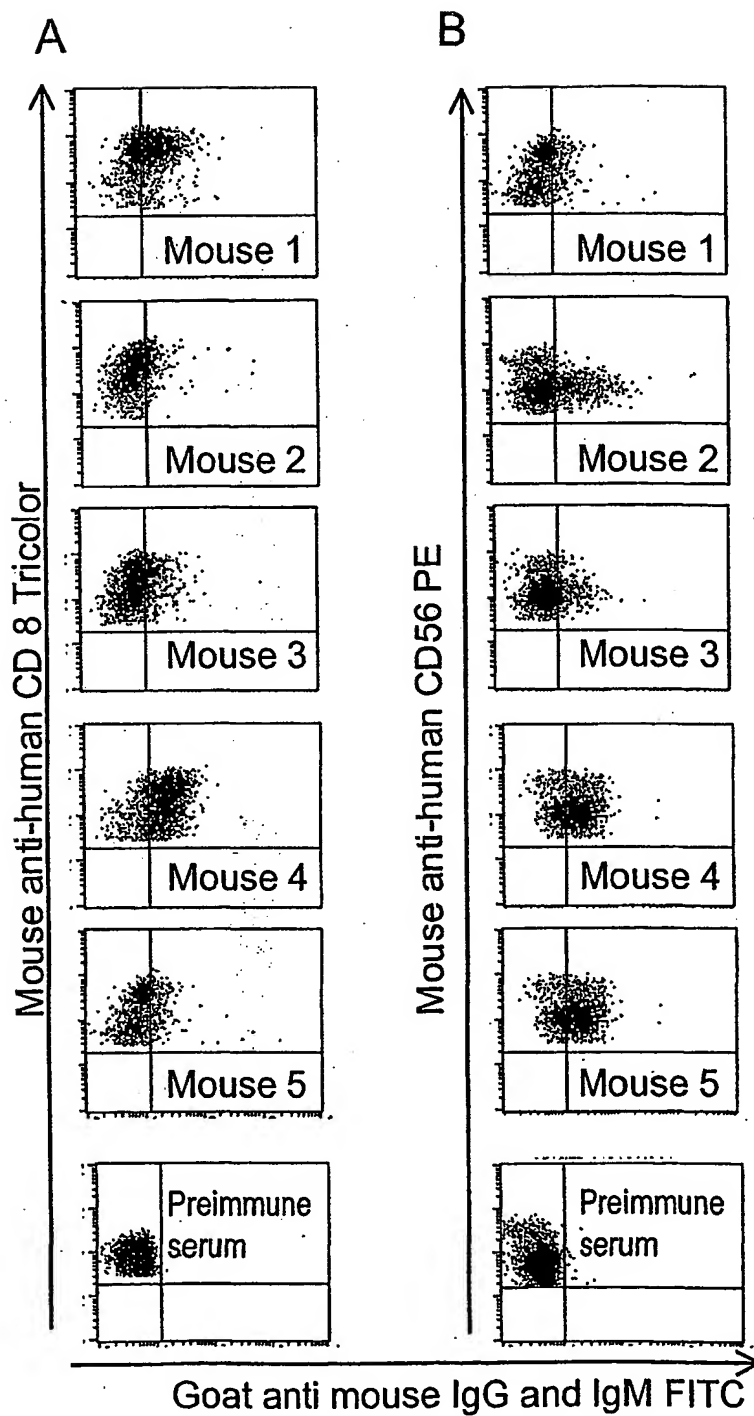 A
B
Mouse anti-human CD 8 Tricolor
Mouse 1
Mouse 2
Mouse 3
Mouse 4
Mouse 5
Preimmune
serum
Mouse anti-human CD56 PE
Mouse 1
Mouse 2
Mouse 3
Mouse 4
Mouse 5
Preimmune
serum
Goat anti mouse IgG and IgM FITC